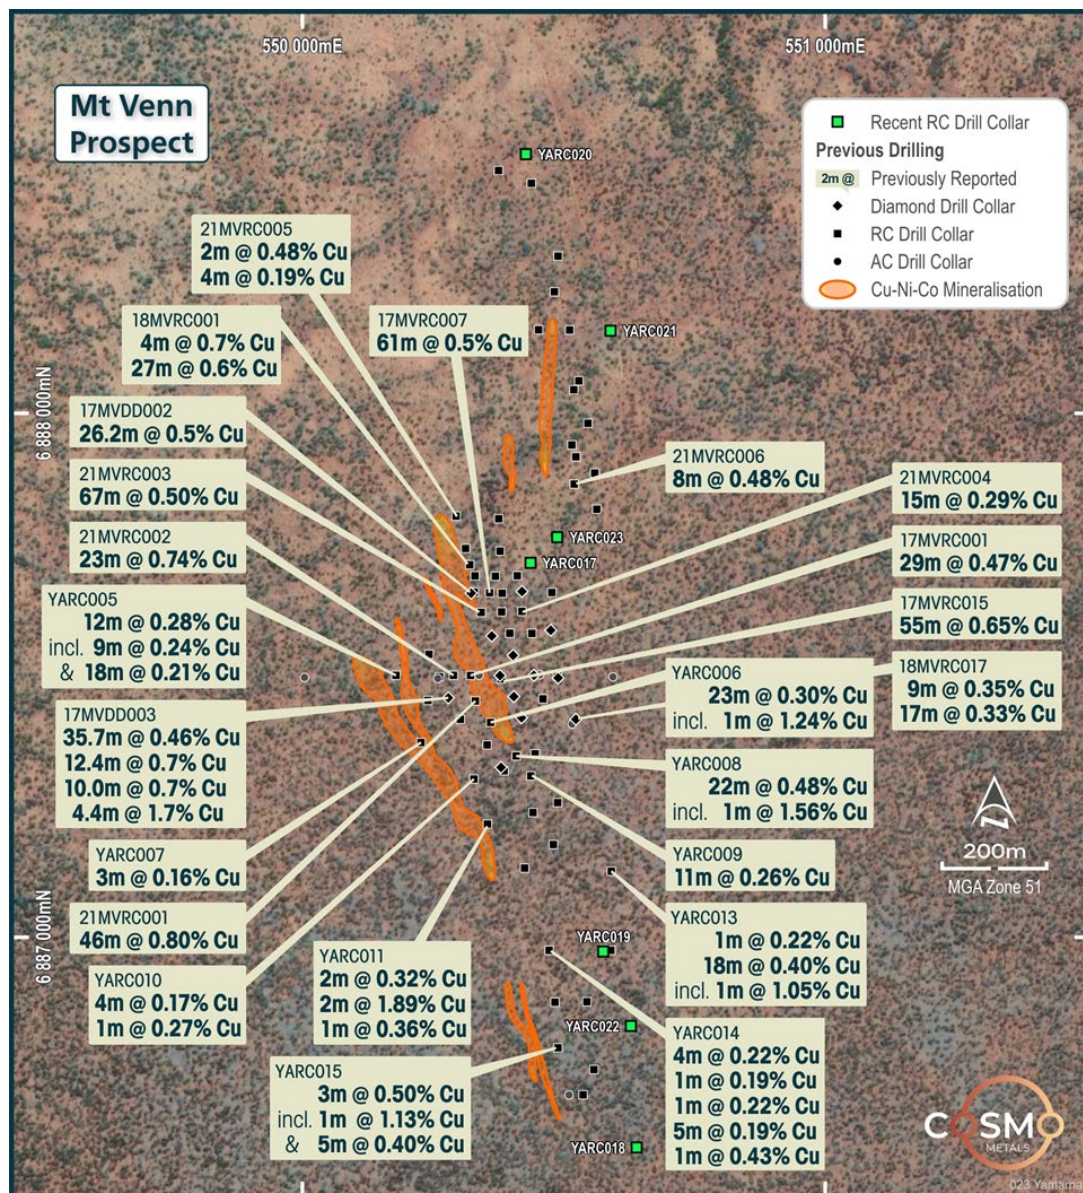 550 000mE
551 000mE
Mt Venn
Prospect
Recent RC Drill Collar
Previous Drilling
2m @
Previously Reported
Diamond Drill Collar
RC Drill Collar
AC Drill Collar
Cu-Ni-Co Mineralisation
YARC020
21MVRC005
2m @ 0.48% Cu
4m @ 0.19% Cu
18MVRC001
4m @ 0.7% Cu
27m @ 0.6% Cu
17MVRC007
61m @ 0.5% Cu
YARC021
6 888 000mN
17MVDD002
26.2m @ 0.5% Cu
21MVRC003
67m @ 0.50% Cu
21MVRC002
23m @ 0.74% Cu
21MVRC006
8m @ 0.48% Cu
21MVRC004
15m @ 0.29% Cu
YARC023
YARC017
17MVRC001
29m @ 0.47% Cu
17MVRC015
55m @ 0.65% Cu
YARC005
12m @ 0.28% Cu
incl. 9m @ 0.24% Cu
& 18m @ 0.21% Cu
YARC006
23m @ 0.30% Cu
incl. 1m @ 1.24% Cu
18MVRC017
9m @ 0.35% Cu
17m @ 0.33% Cu
17MVDD003
35.7m @ 0.46% Cu
12.4m @ 0.7% Cu
10.0m @ 0.7% Cu
4.4m @ 1.7% Cu
YARC008
22m @ 0.48% Cu
incl. 1m @ 1.56% Cu
N
200m
MGA Zone 51
YARC007
3m @ 0.16% Cu
YARC009
11m @ 0.26% Cu
21MVRC001
46m @ 0.80% Cu
YARC013
1m @ 0.22% Cu
18m @ 0.40% Cu
incl. 1m @ 1.05% Cu
6 887 000mN
YARC019
YARC010
4m @ 0.17% Cu
1m @ 0.27% Cu
YARC011
2m @ 0.32% Cu
2m @ 1.89% Cu
1m @ 0.36% Cu
YARC022
YARC014
4m @ 0.22% Cu
1m @ 0.19% Cu
1m @ 0.22% Cu
5m @ 0.19% Cu
1m @ 0.43% Cu
YARC015
3m @ 0.50% Cu
incl. 1m @ 1.13% Cu
& 5m @ 0.40% Cu
YARC018
COSMO
METALS
023 Yamarna